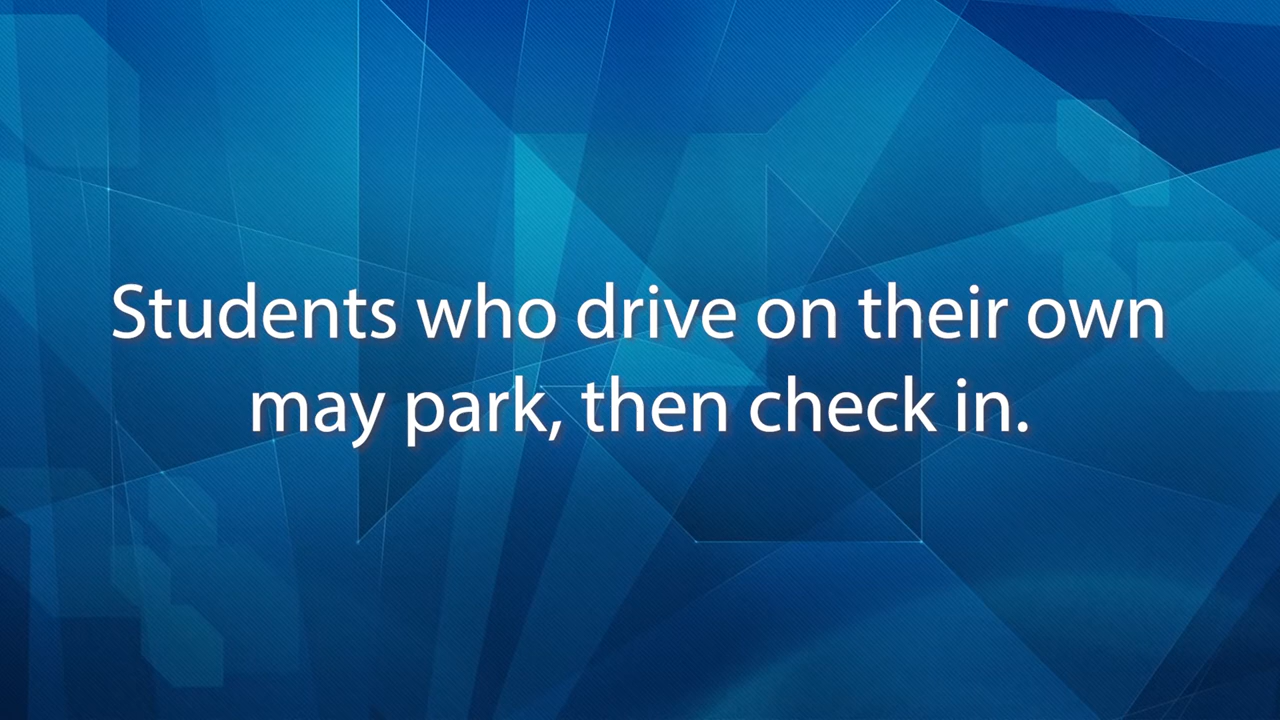 Students who drive on their own
may park, then check in.